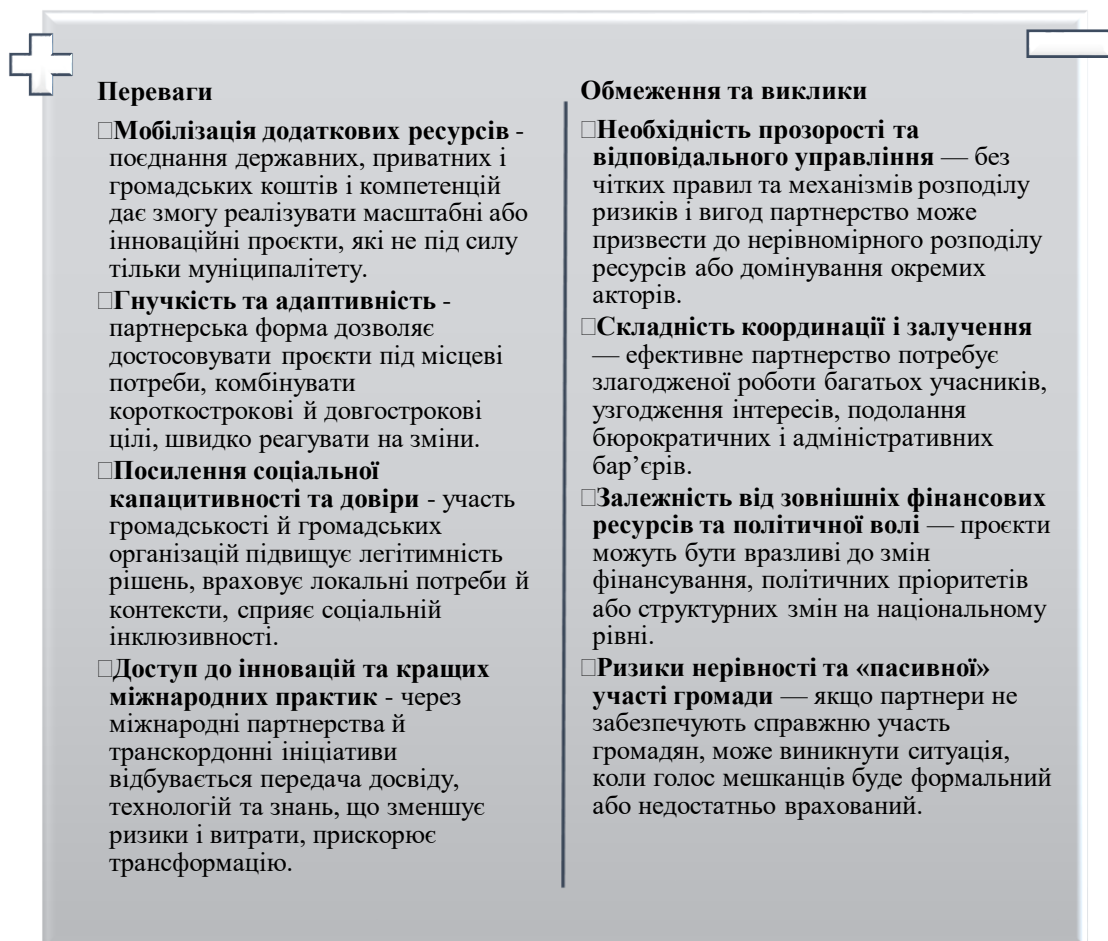 Переваги
□Мобілізація додаткових ресурсів -
поєднання державних, приватних і
громадських коштів і компетенцій
дає змогу реалізувати масштабні або
інноваційні проєкти, які не під силу
тільки муніципалітету.
□Гнучкість та адаптивність -
партнерська форма дозволяє
достосовувати проєкти під місцеві
потреби, комбінувати
короткострокові й довгострокові
цілі, швидко реагувати на зміни.
□Посилення соціальної
капацитивності та довіри - участь
громадськості й громадських
організацій підвищує легітимність
рішень, враховує локальні потреби й
контексти, сприяє соціальній
інклюзивності.
□Доступ до інновацій та кращих
міжнародних практик - через
міжнародні партнерства й
транскордонні ініціативи
відбувається передача досвіду,
технологій та знань, що зменшує
ризики і витрати, прискорює
трансформацію.
Обмеження та виклики
□Необхідність прозорості та
відповідального управління — без
чітких правил та механізмів розподілу
ризиків і вигод партнерство може
призвести до нерівномірного розподілу
ресурсів або домінування окремих
акторів.
□Складність координації і залучення
— ефективне партнерство потребує
злагодженої роботи багатьох учасників,
узгодження інтересів, подолання
бюрократичних і адміністративних
бар’єрів.
□Залежність від зовнішніх фінансових
ресурсів та політичної волі — проєкти
можуть бути вразливі до змін
фінансування, політичних пріоритетів
або структурних змін на національному
рівні.
□Ризики нерівності та «пасивної»
участі громади — якщо партнери не
забезпечують справжню участь
громадян, може виникнути ситуація,
коли голос мешканців буде формальний
або недостатньо врахований.